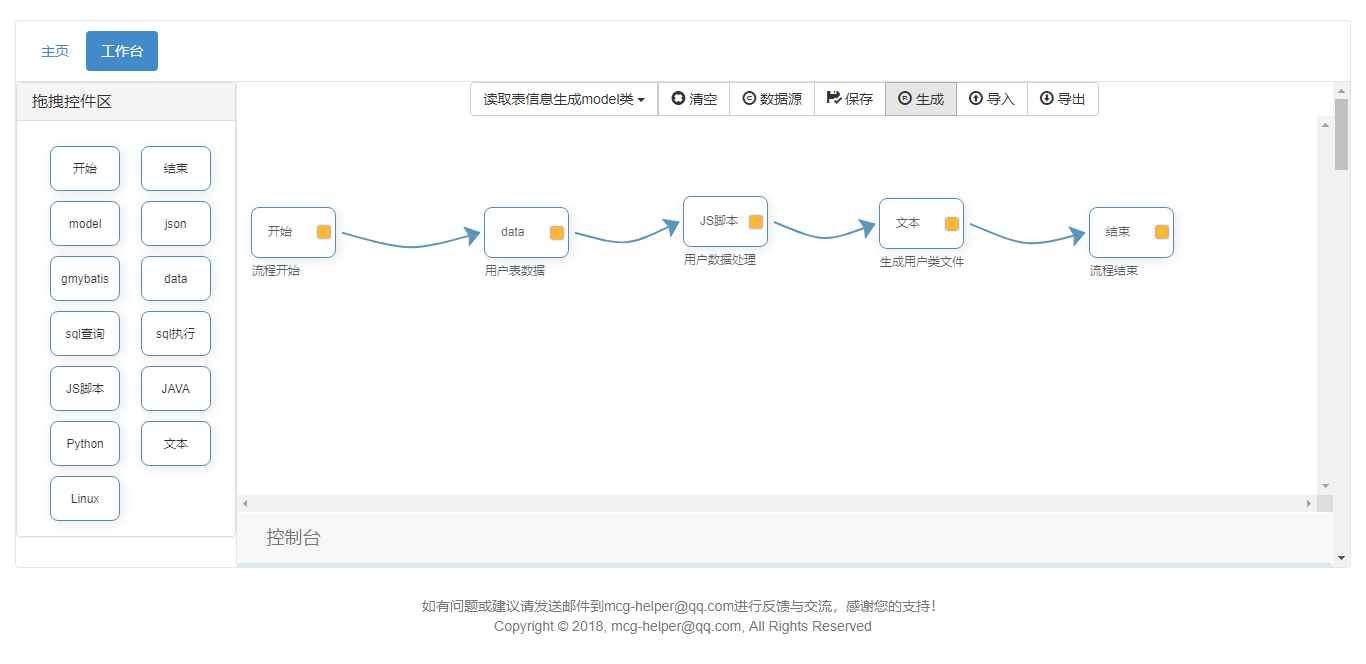 主页 工作台
拖拽控件区
读取表信息生成model类 清空 数据源 保存 生成 导入 导出
开始 结束
model json
gmybatis data
sql查询 sql执行
JS脚本 JAVA
Python 文本
Linux
开始 data JS脚本 文本 结束
流程开始 用户表数据 用户数据处理 生成用户类文件 流程结束
控制台
如有问题或建议请发送邮件到mcg-helper@qq.com进行反馈与交流，感谢您的支持！
Copyright © 2018, mcg-helper@qq.com, All Rights Reserved